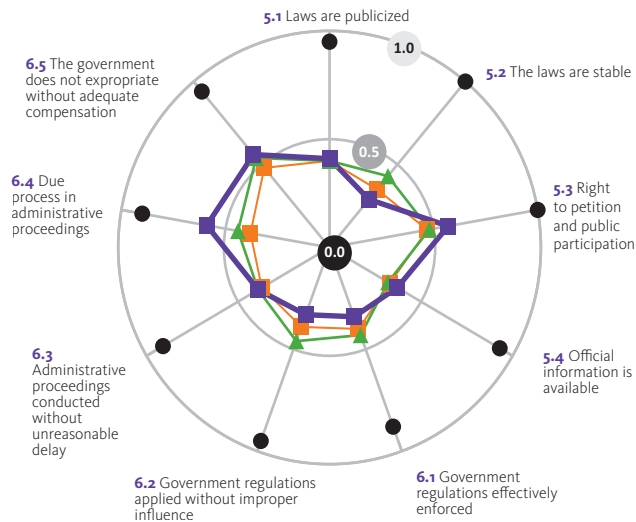 5.1 Laws are publicized
1.0
5.2 The laws are stable
6.5 The government
does not expropriate
without adequate
compensation
0.5
6.4 Due
process in
administrative
proceedings
5.3 Right
to petition
and public
participation
0.0
6.3
Administrative
proceedings
conducted
without
unreasonable
delay
5.4 Official
information is
available
6.2 Government regulations
applied without improper
influence
6.1 Government
regulations effectively
enforced